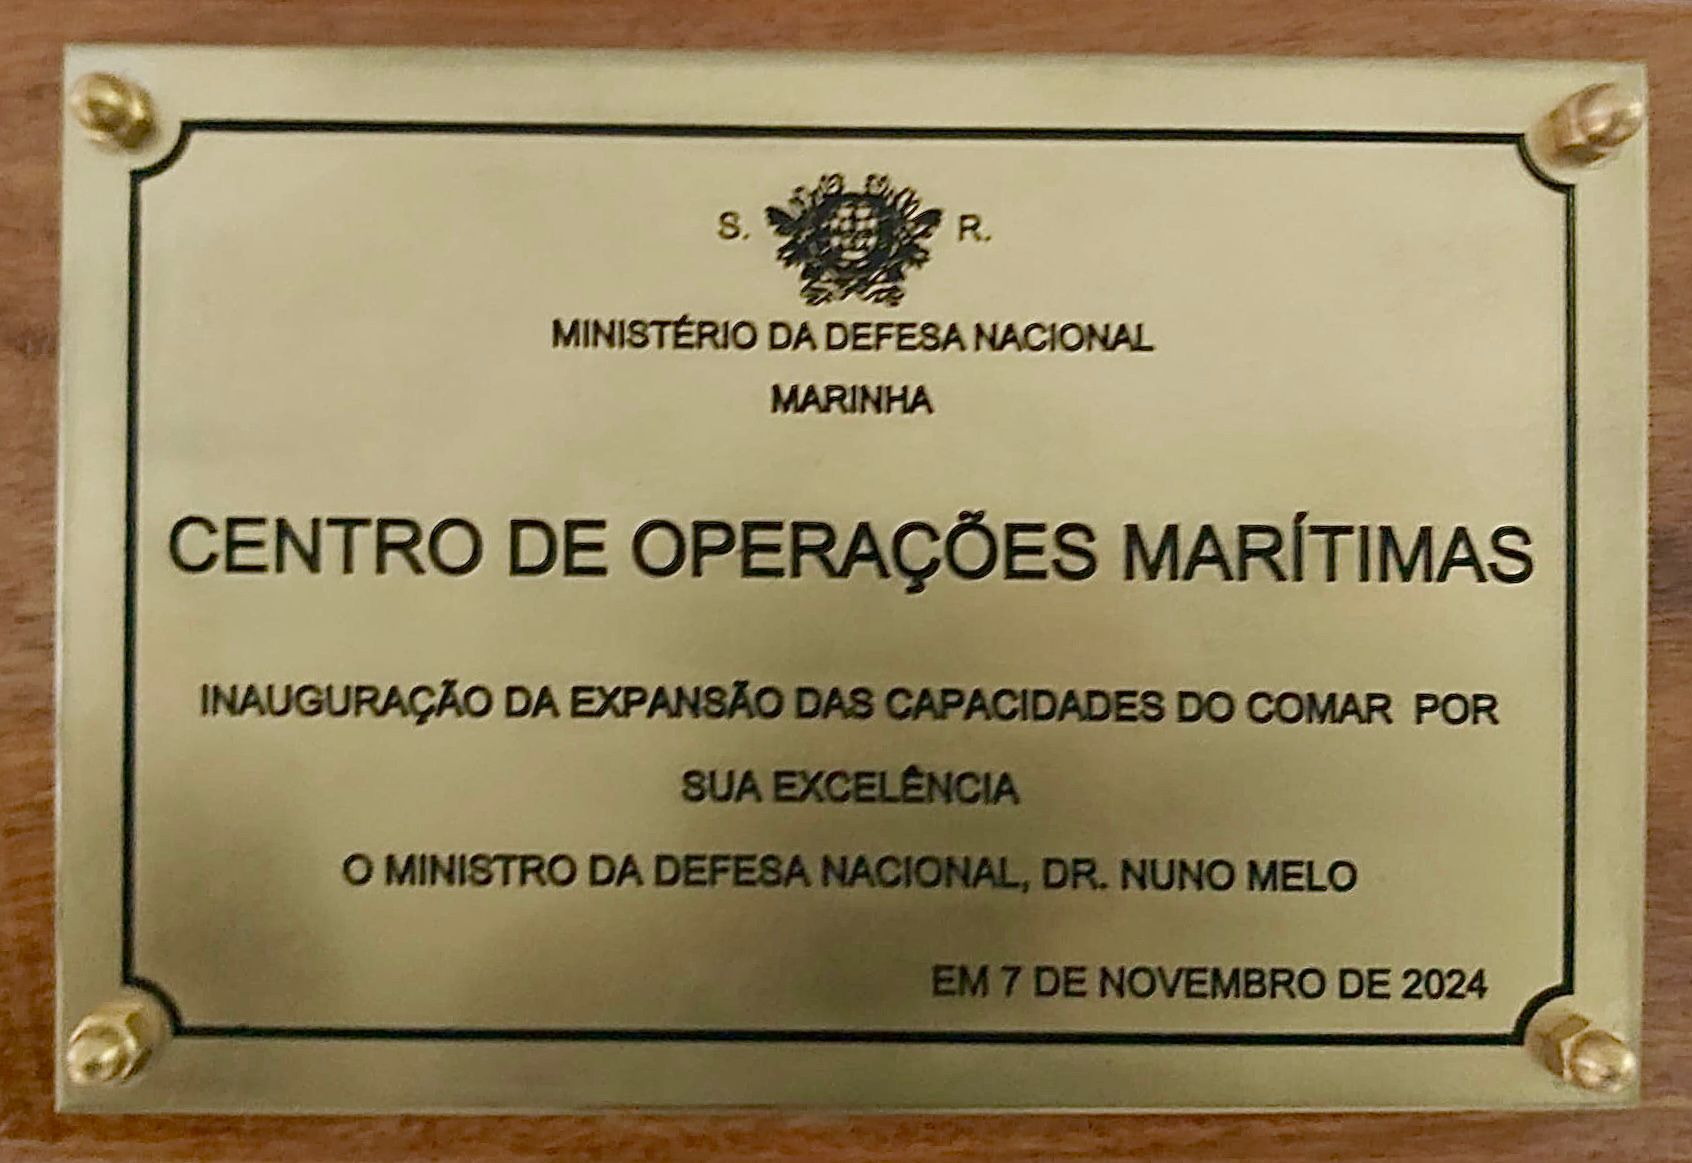 S. R.
MINISTÉRIO DA DEFESA NACIONAL
MARINHA
CENTRO DE OPERAÇÕES MARÍTIMAS
INAUGURAÇÃO DA EXPANSÃO DAS CAPACIDADES DO COMAR POR
SUA EXCELÊNCIA
O MINISTRO DA DEFESA NACIONAL, DR. NUNO MELO
EM 7 DE NOVEMBRO DE 2024